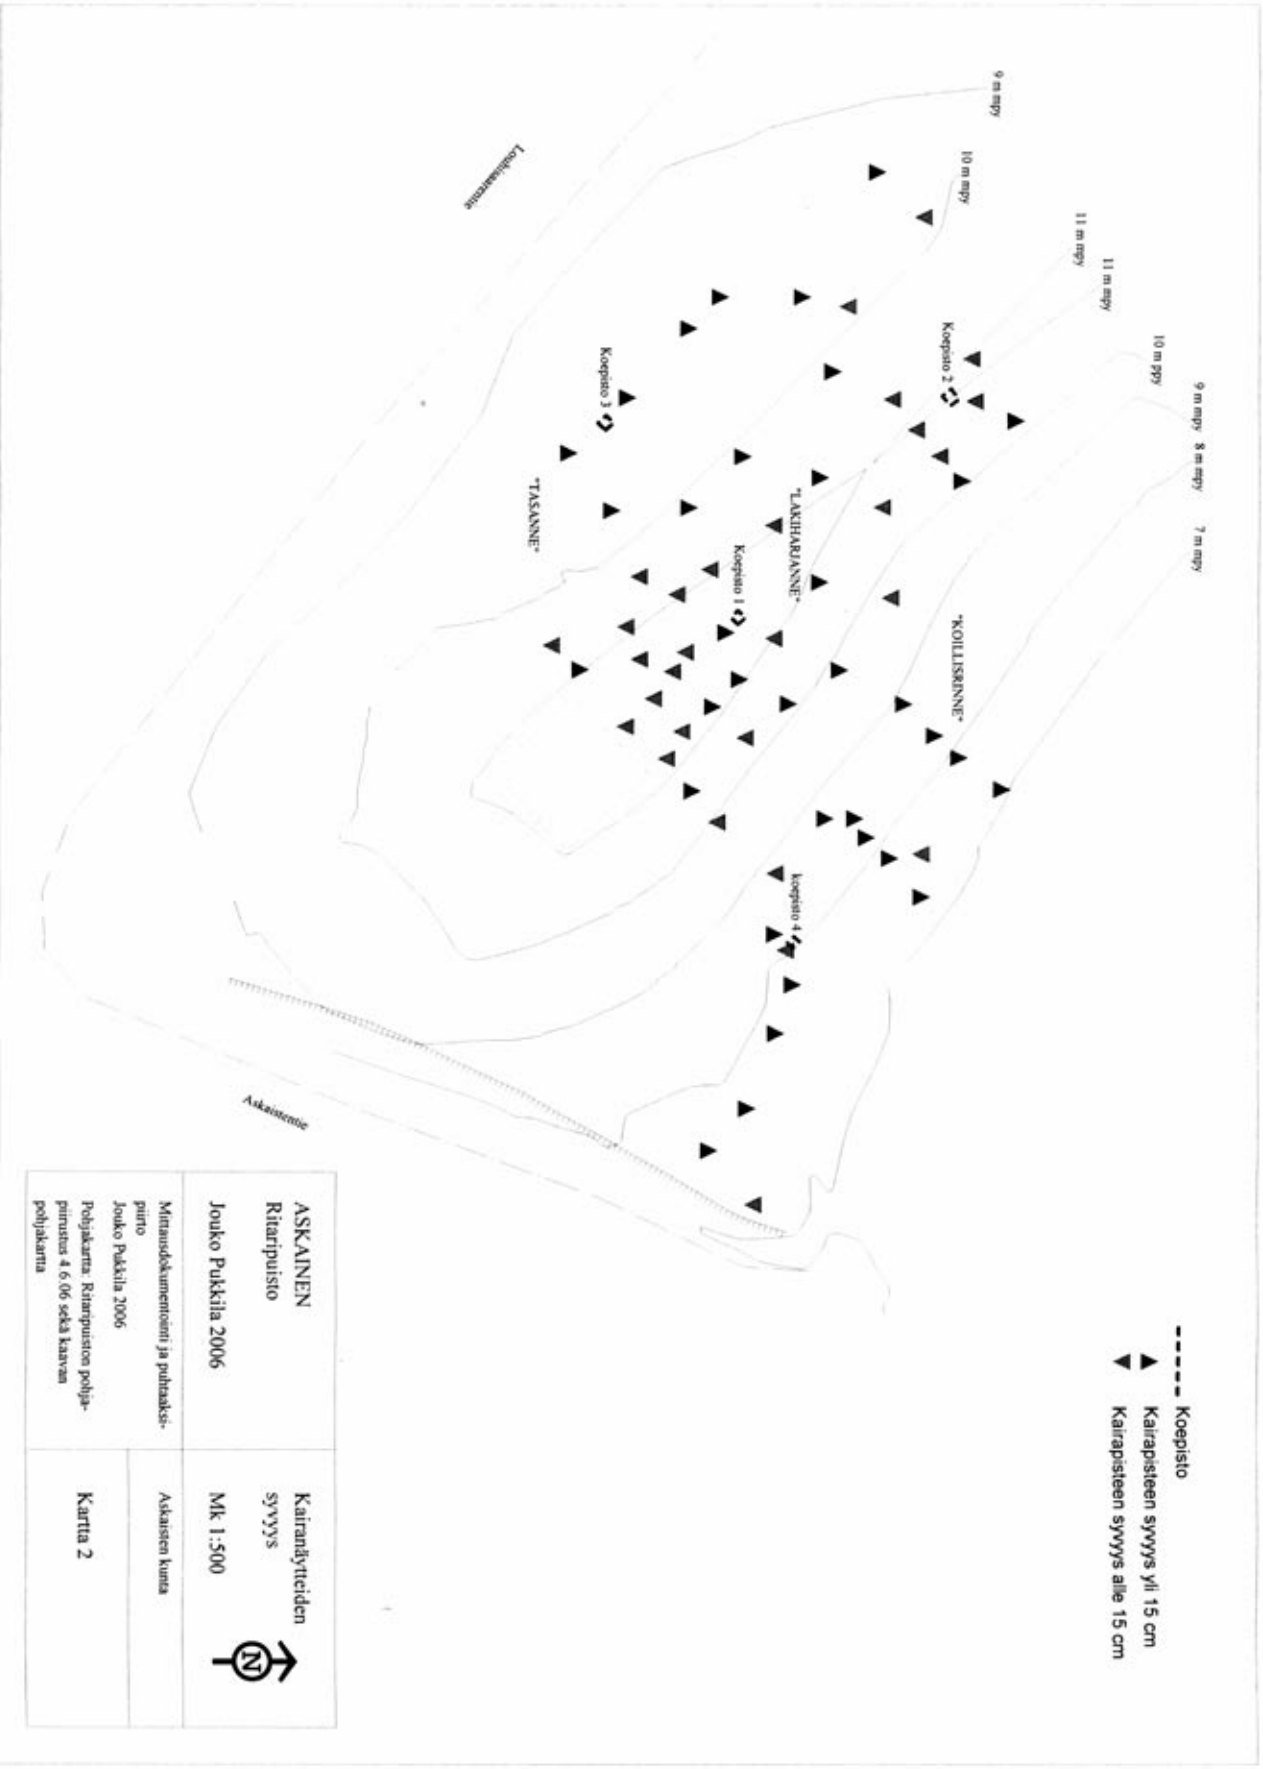 9 m mpy
10 m mpy
11 m mpy
11 m mpy
10 m ppy
9 m mpy
8 m mpy
7 m mpy
Louhisaarentie
Koepisto 2
Koepisto 3
"TASANNE"
"LAKIHARJANNE"
Koepisto 1
"KOILLISRINNE"
koepisto 4
Askaistentie
Koepisto
Kairapisteen syvyys yli 15 cm
Kairapisteen syvyys alle 15 cm
ASKAINEN
Ritaripuisto
Jouko Pukkila 2006
Kairanäytteiden
syvyys
Mk 1:500
N
Mittausdokumentointi ja puhtaaksi-
piirto
Jouko Pukkila 2006
Pohjakartta: Ritaripuiston pohja-
piirustus 4.6.06 sekä kaavan
pohjakartta
Askaisten kunta
Kartta 2